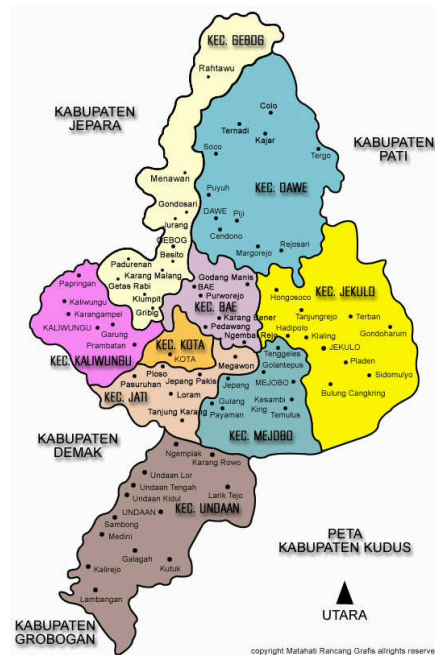 KEC. GEBOG
Rahtawu
KABUPATEN
JEPARA
Colo
Ternadi
Kajar
KABUPATEN
PATI
Soco
Tergo
Menawan
KEC. DAWE
Puyuh
Gondosari
DAWE
Piji
Jurang
Cendono
GEBOG
Rejosari
Margorejo
Besito
Padurenan
Karang Malang
Godang Manis
Papringan
Getas Rabi
BAE
KEC. JEKULO
Hongosoco
Klumpit
Purworejo
Kaliwungu
KEC. BAE
Karangampel
Gribig
Karang Bener
Tanjungrejo
Terban
KALIWUNGU
Pedawang
Hadipolo
Klaling
Gondoharum
Garung
KEC. KOTA
Ngembal Rejo
Prambatan
Tenggeles
JEKULO
KEC. KALIWUNGU
KOTA
Golantepus
Megawon
Pladen
Ploso
Jepang Pakis
Sidomulyo
Pasuruhan
Jepang
MEJOBO
Bulung Cangkring
KEC. JATI
Loram
Gulang
Kesambi
Kirig
Tanjung Karang
Payaman
Temulus
KEC. MEJOBO
KABUPATEN
DEMAK
Ngemplak
Karang Rowo
Undaan Lor
Undaan Tengah
Undaan Kidul
Larik Tejo
UNDAAN
KEC. UNDAAN
Sambong
Medini
Galagah
Kutuk
Kalirejo
Lambangan
PETA
KABUPATEN KUDUS
UTARA
KABUPATEN
GROBOGAN
copyright Matahati Rancang Grafis allrights reserve